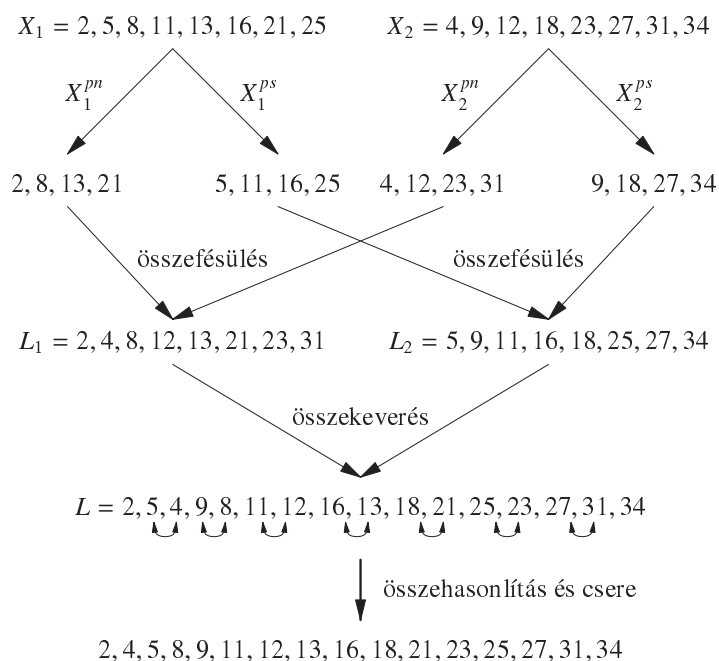 X₁ = 2, 5, 8, 11, 13, 16, 21, 25
X₂ = 4, 9, 12, 18, 23, 27, 31, 34
X₁ᵖⁿ
X₁ᵖˢ
X₂ᵖⁿ
X₂ᵖˢ
2, 8, 13, 21
5, 11, 16, 25
4, 12, 23, 31
9, 18, 27, 34
összefésülés
összefésülés
L₁ = 2, 4, 8, 12, 13, 21, 23, 31
L₂ = 5, 9, 11, 16, 18, 25, 27, 34
összekeverés
L = 2, 5, 4, 9, 8, 11, 12, 16, 13, 18, 21, 25, 23, 27, 31, 34
összehasonlítás és csere
2, 4, 5, 8, 9, 11, 12, 13, 16, 18, 21, 23, 25, 27, 31, 34